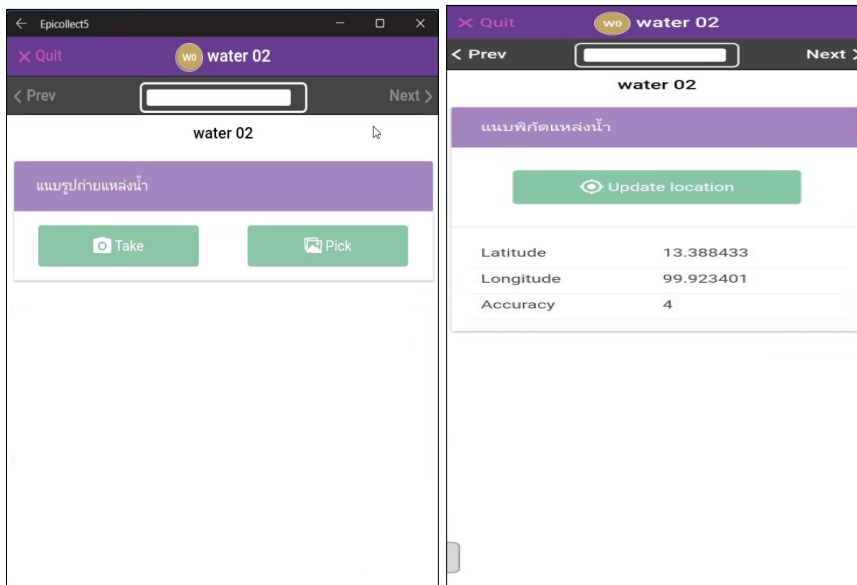 Epicollect5
Quit
WO water 02
Prev
Next
water 02
แนบรูปถ่ายแหล่งน้ำ
Take
Pick
Quit
WO water 02
Prev
Next
water 02
แนบพิกัดแหล่งน้ำ
Update location
Latitude 13.388433
Longitude 99.923401
Accuracy 4